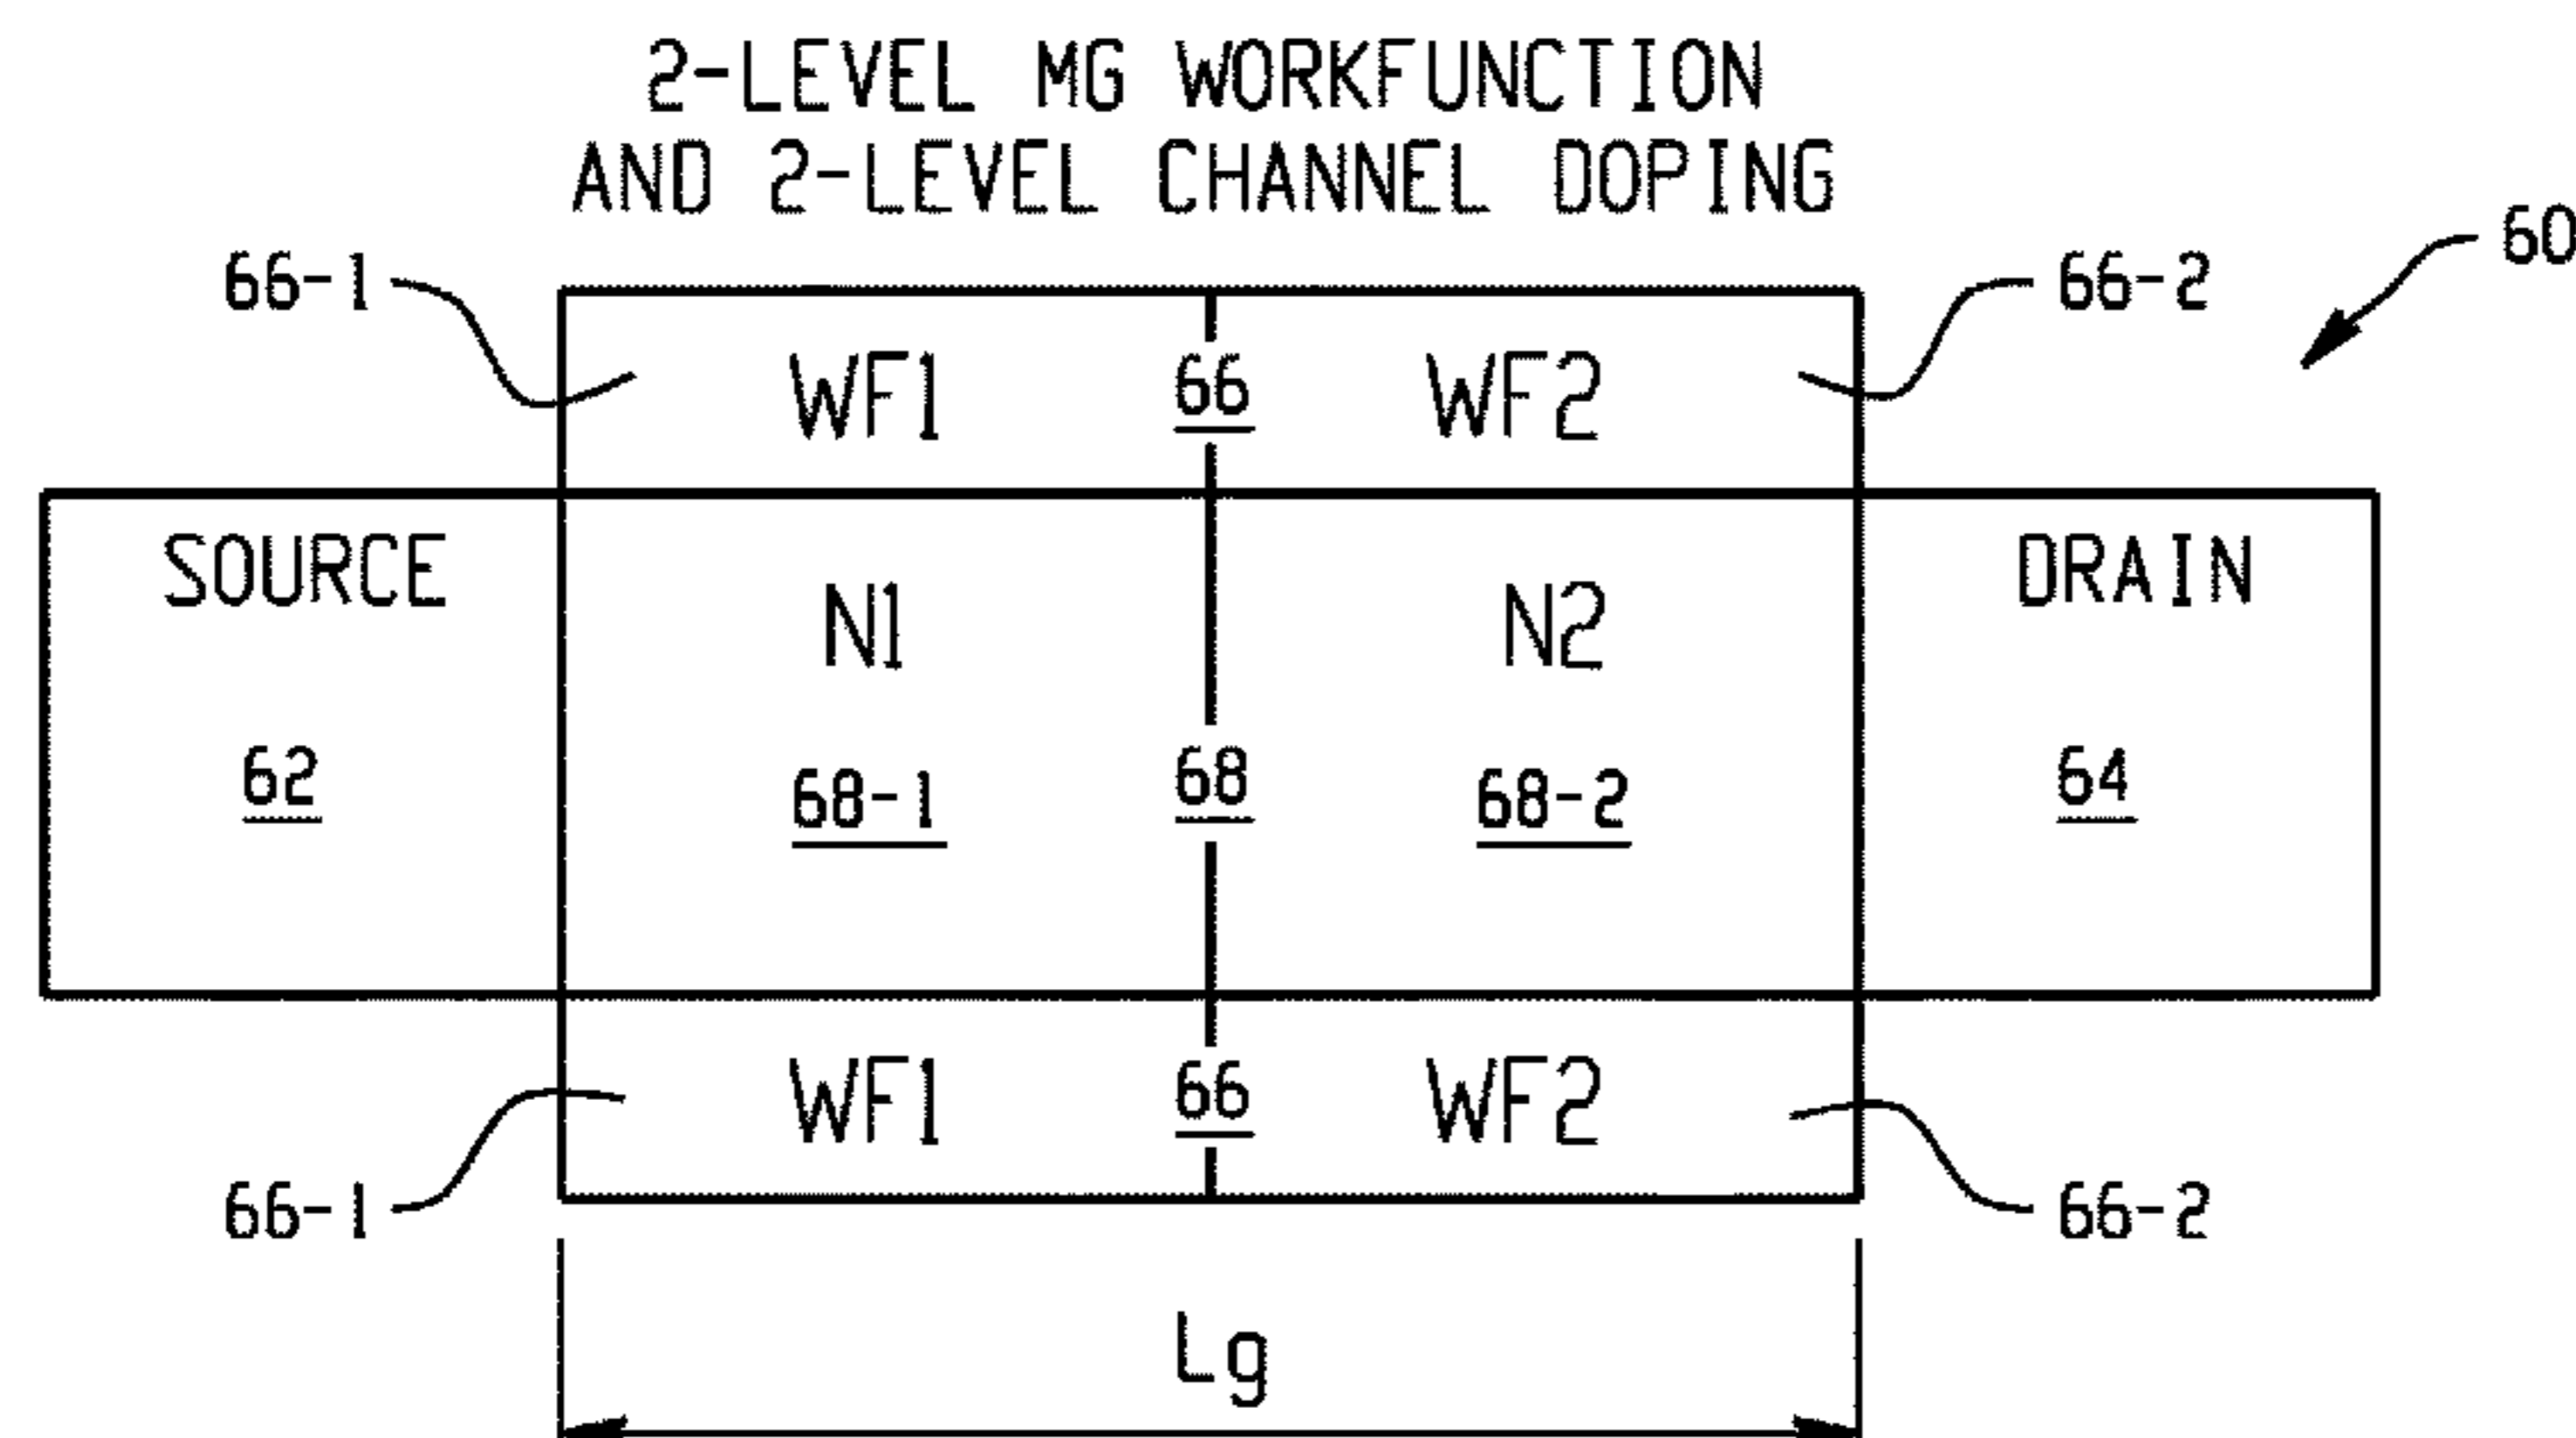 2-LEVEL MG WORKFUNCTION
AND 2-LEVEL CHANNEL DOPING
60
66-1
66-2
WF1 66 WF2
SOURCE
N1
N2
DRAIN
62
68-1
68
68-2
64
WF1 66 WF2
66-1
66-2
Lg